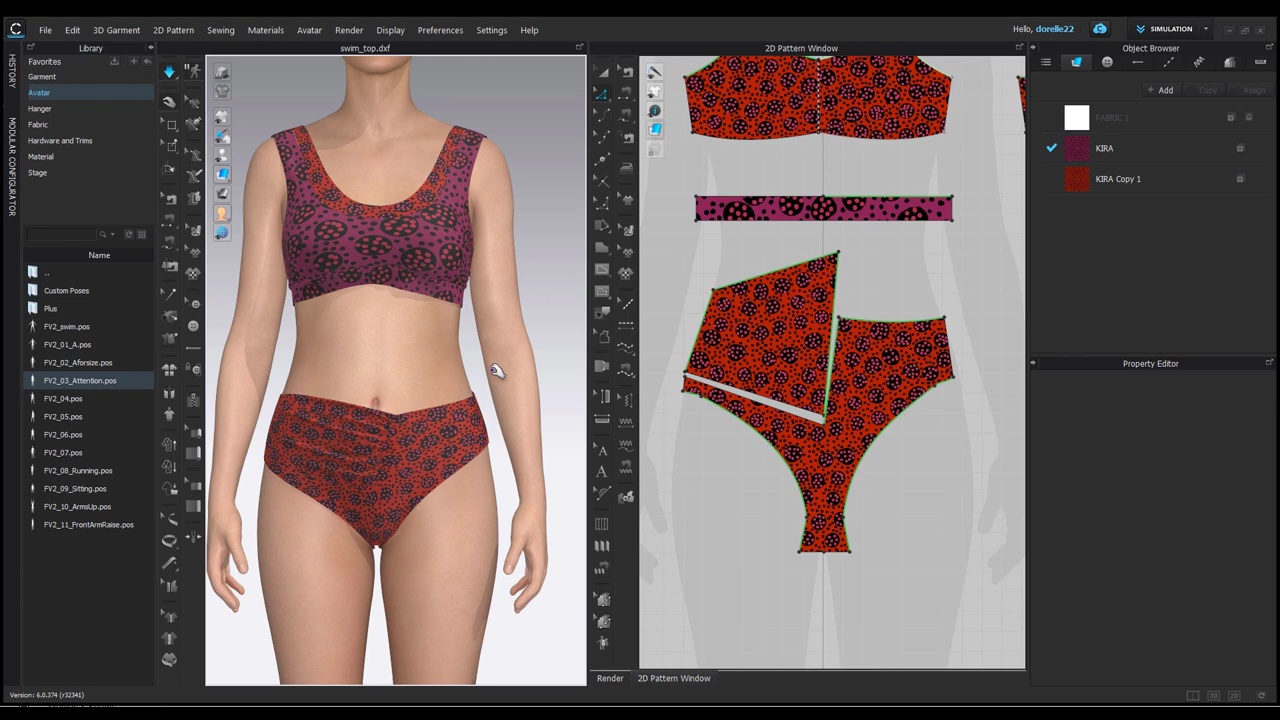 File Edit 3D Garment 2D Pattern Sewing Materials Avatar Render Display Preferences Settings Help
Hello, dorelle22
SIMULATION
Library
swim_top.dxf
2D Pattern Window
Object Browser
HISTORY
MODULAR CONFIGURATOR
Favorites
Garment
Avatar
Hanger
Fabric
Hardware and Trims
Material
Stage
Name
..
Custom Poses
Plus
FV2_swim.pos
FV2_01_A.pos
FV2_02_Aforsize.pos
FV2_03_Attention.pos
FV2_04.pos
FV2_05.pos
FV2_06.pos
FV2_07.pos
FV2_08_Running.pos
FV2_09_Sitting.pos
FV2_10_ArmsUp.pos
FV2_11_FrontArmRaise.pos
+ Add Copy Assign
FABRIC 1
KIRA
KIRA Copy 1
Property Editor
Render
2D Pattern Window
Version: 6.0.374 (r32341)
3D
2D